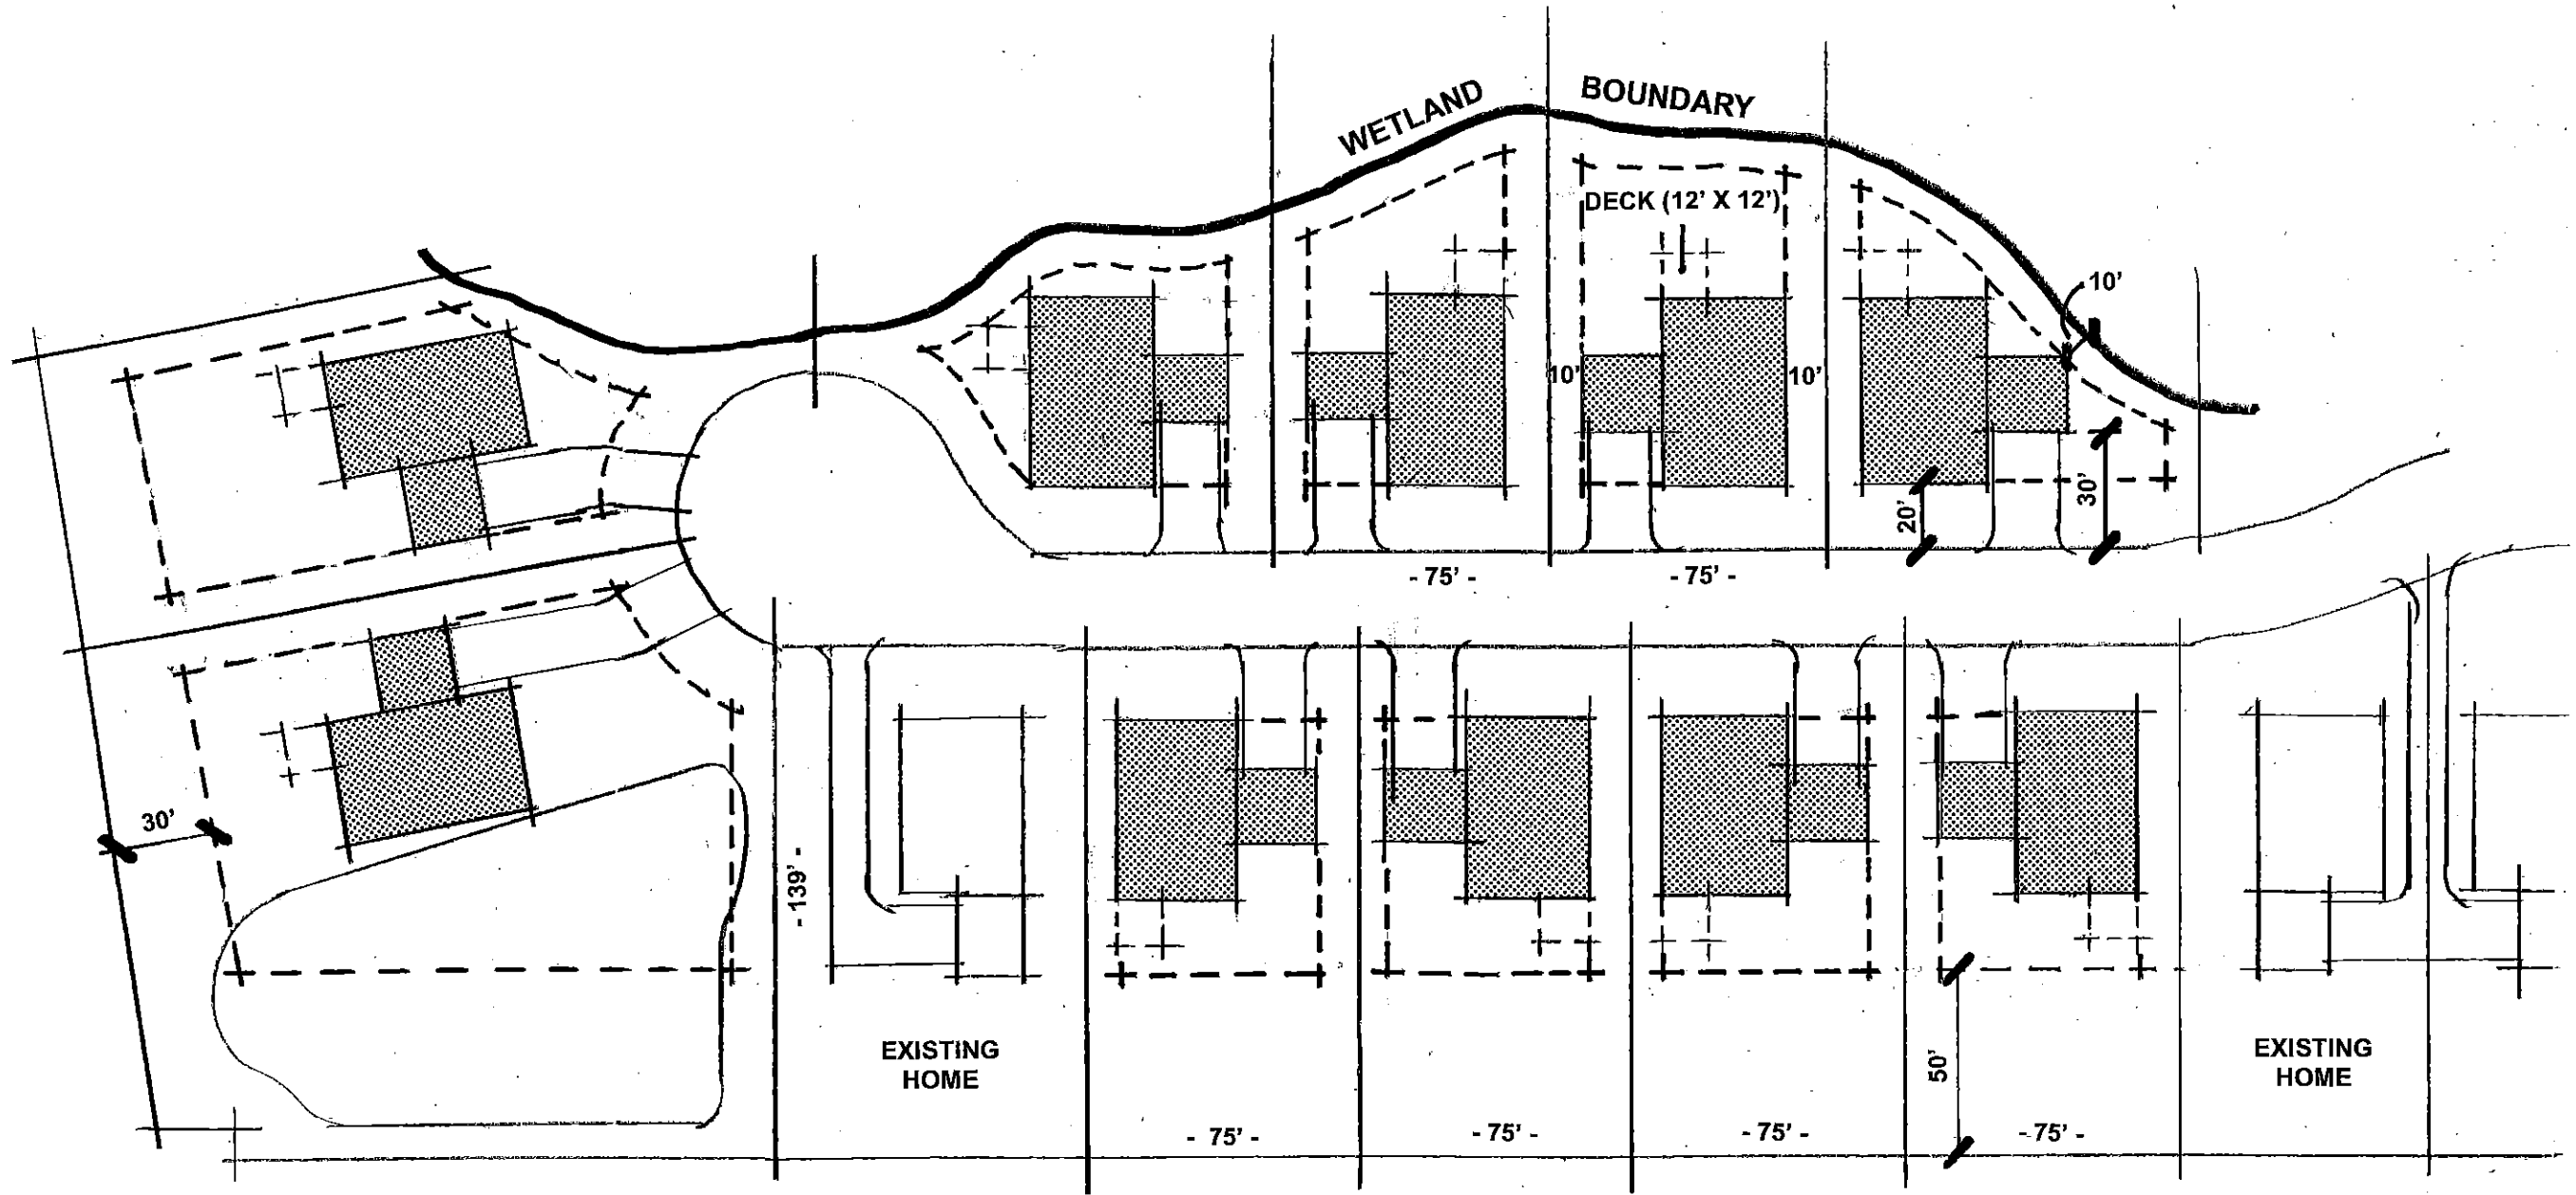 WETLAND BOUNDARY
DECK (12' X 12')
10'
10'
10'
20'
30'
- 75' -
- 75' -
30'
- 139' -
50'
EXISTING
HOME
EXISTING
HOME
- 75' -
- 75' -
- 75' -
- 75' -